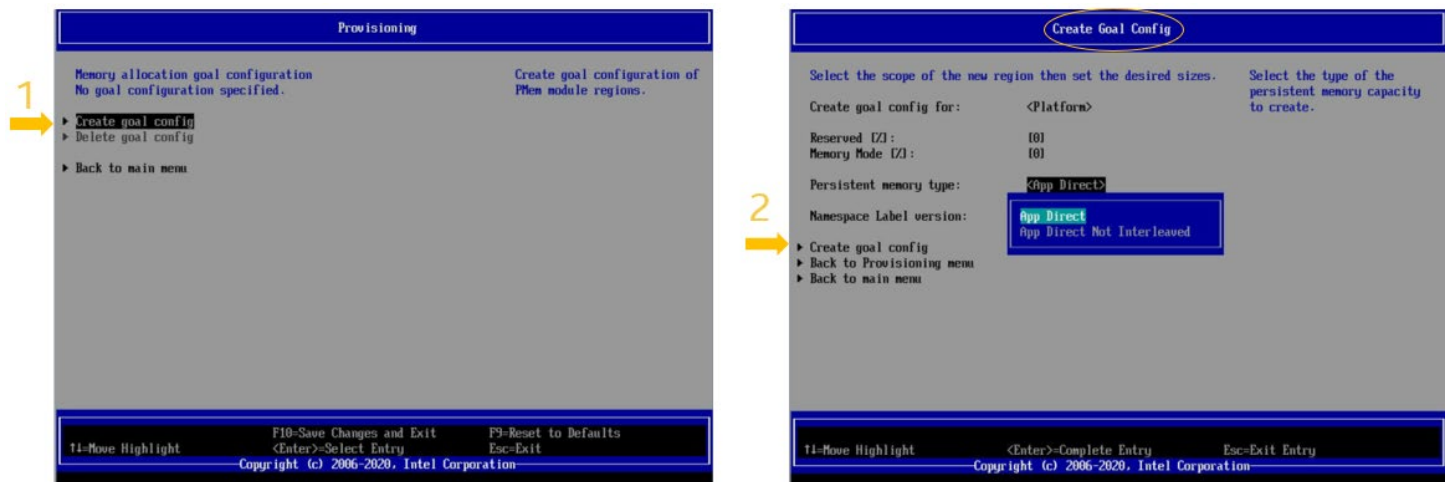 Provisioning
Memory allocation goal configuration
No goal configuration specified.
Create goal configuration of
PMem module regions.
1
Create goal config
Delete goal config
Back to main menu
F10=Save Changes and Exit F9=Reset to Defaults
↑↓=Move Highlight <Enter>=Select Entry Esc=Exit
Copyright (c) 2006-2020, Intel Corporation
Create Goal Config
Select the scope of the new region then set the desired sizes.
Select the type of the
persistent memory capacity
to create.
Create goal config for: <Platform>
Reserved [%]: [0]
Memory Mode [%]: [0]
Persistent memory type: <App Direct>
2
Namespace Label version:
App Direct
App Direct Not Interleaved
Create goal config
Back to Provisioning menu
Back to main menu
↑↓=Move Highlight <Enter>=Complete Entry Esc=Exit Entry
Copyright (c) 2006-2020, Intel Corporation